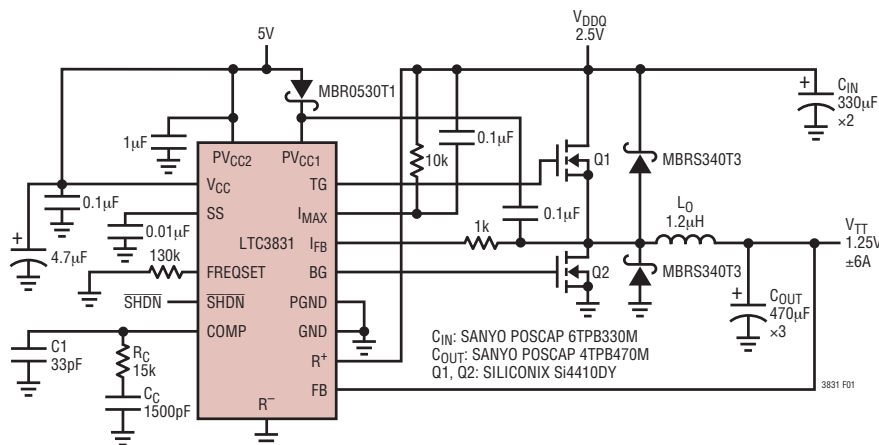 5V
VDDQ
2.5V
MBR0530T1
+
CIN
330µF
×2
1µF
0.1µF
10k
PVCC2
PVCC1
Q1
MBRS340T3
VCC
TG
0.1µF
SS
IMAX
0.1µF
LO
1.2µH
+
0.01µF
1k
VTT
1.25V
±6A
LTC3831
IFB
4.7µF
130k
FREQSET
BG
Q2
MBRS340T3
SHDN
SHDN
PGND
+
COUT
470µF
×3
COMP
GND
C1
33pF
RC
15k
R+
CIN: SANYO POSCAP 6TPB330M
COUT: SANYO POSCAP 4TPB470M
Q1, Q2: SILICONIX Si4410DY
CC
1500pF
FB
3831 F01
R–